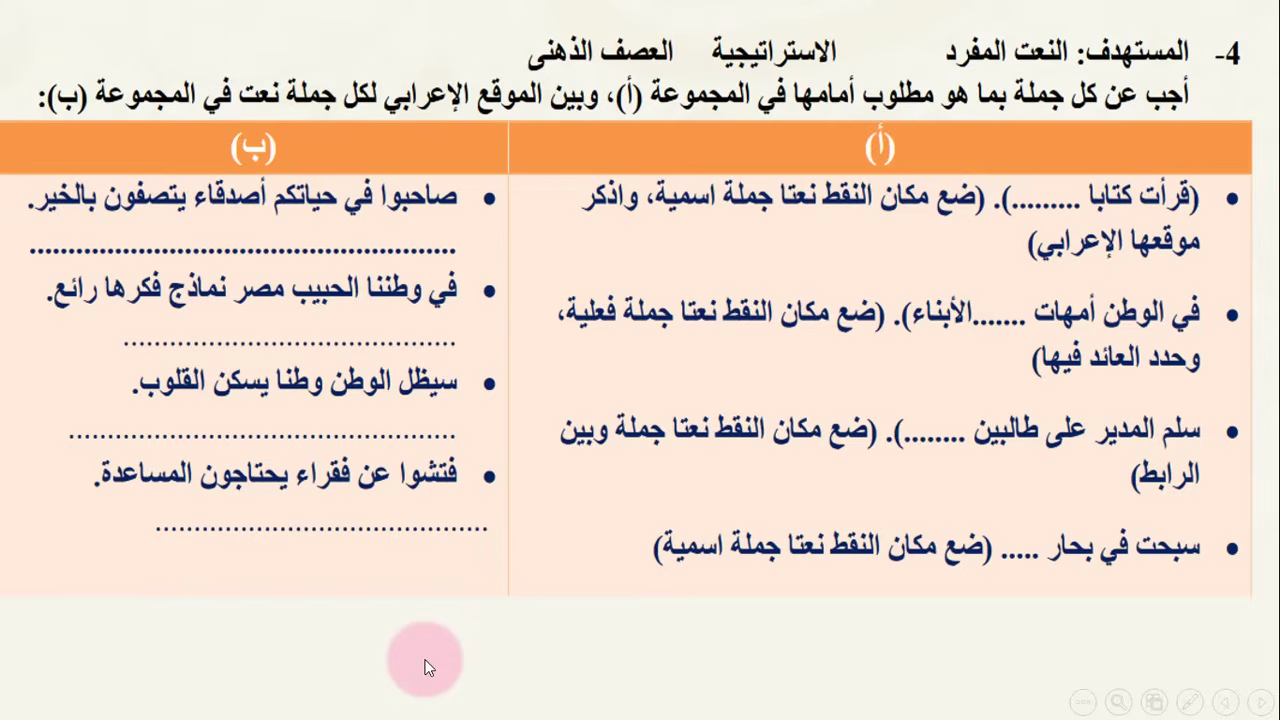 4- المستهدف: النعت المفرد الاستراتيجية العصف الذهنى
أجب عن كل جملة بما هو مطلوب أمامها في المجموعة (أ)، وبين الموقع الإعرابي لكل جملة نعت في المجموعة (ب):
(أ)
• (قرأت كتابا .........). (ضع مكان النقط نعتا جملة اسمية، واذكر
موقعها الإعرابي)
• في الوطن أمهات .......الأبناء). (ضع مكان النقط نعتا جملة فعلية،
وحدد العائد فيها)
• سلم المدير على طالبين ........). (ضع مكان النقط نعتا جملة وبين
الرابط)
• سبحت في بحار ..... (ضع مكان النقط نعتا جملة اسمية)
(ب)
• صاحبوا في حياتكم أصدقاء يتصفون بالخير.
.......................................................
• في وطننا الحبيب مصر نماذج فكرها رائع.
...........................................
• سيظل الوطن وطنا يسكن القلوب.
..................................................
• فتشوا عن فقراء يحتاجون المساعدة.
...........................................